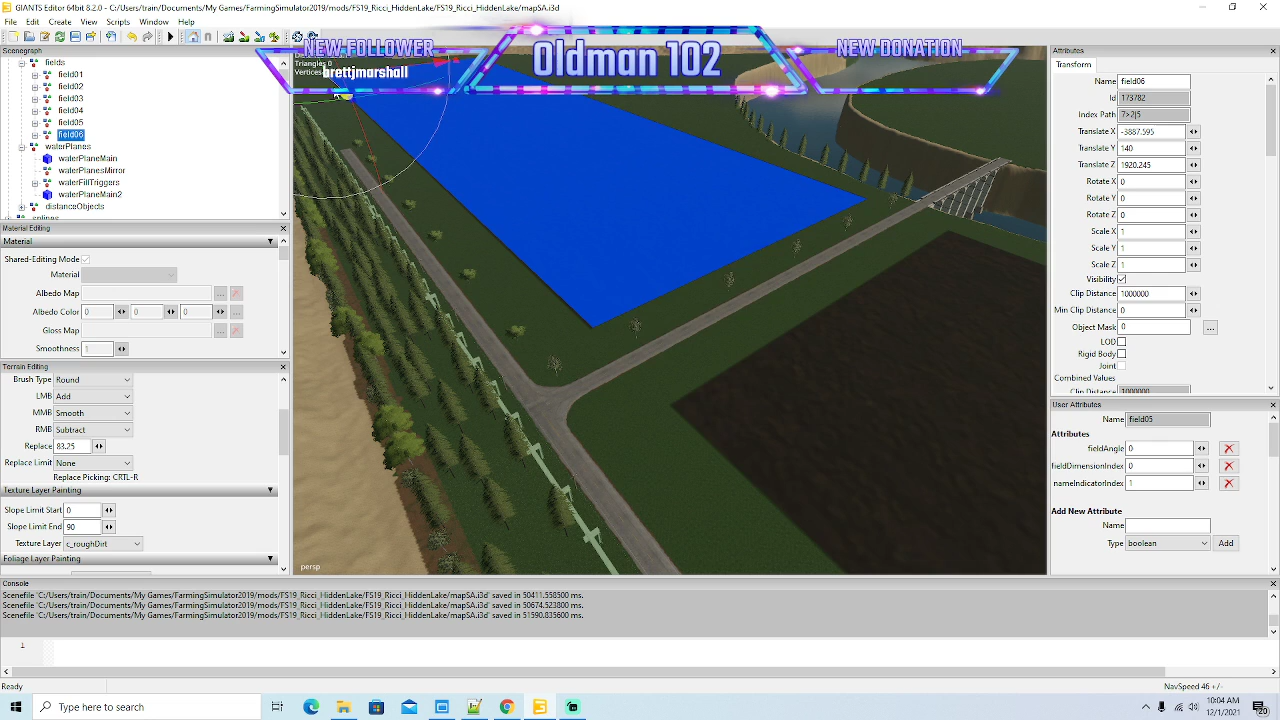 GIANTS Editor 64bit 8.2.0 - C:/Users/train/Documents/My Games/FarmingSimulator2019/mods/FS19_Ricci_HiddenLake/FS19_Ricci_HiddenLake/mapSA.i3d
File
View
Window
Help
NEW FOLLOWER
brettjmarshall
Oldman 102
NEW DONATION
Scenegraph
fields
field02
field03
field04
field05
field06
waterPlanes
waterPlaneMain
waterPlaneMirror
waterFillTriggers
waterPlaneMain2
distanceObjects
Material Editing
Material
Shared-Editing Mode
Material
Albedo Map
Albedo Color 0 0 0
Gloss Map
Smoothness 1
Terrain Editing
Brush Type Round
LMB Add
MMB Smooth
RMB Subtract
Replace 83.25
Replace Limit None
Replace Picking: CRTL-R
Texture Layer Painting
Slope Limit Start 0
Slope Limit End 90
Texture Layer c_roughDirt
Foliage Layer Painting
Triangles 0
persp
Transform
Name field06
Id 173782
Index Path 7>2|5
Translate X -3887.595
Translate Y 140
Translate Z 1920.245
Rotate X 0
Rotate Y 0
Rotate Z 0
Scale X 1
Scale Y 1
Scale Z 1
Visibility
Clip Distance 1000000
Min Clip Distance 0
Object Mask 0
LOD
Rigid Body
Joint
Combined Values
Clip Distance 1000000
User Attributes
Name field05
Attributes
fieldAngle 0
fieldDimensionIndex 0
nameIndicatorIndex 1
Add New Attribute
Name
Type boolean Add
Console
Scenefile 'C:/Users/train/Documents/My Games/FarmingSimulator2019/mods/FS19_Ricci_HiddenLake/FS19_Ricci_HiddenLake/mapSA.i3d' saved in 50411.558500 ms.
Scenefile 'C:/Users/train/Documents/My Games/FarmingSimulator2019/mods/FS19_Ricci_HiddenLake/FS19_Ricci_HiddenLake/mapSA.i3d' saved in 50674.523800 ms.
Scenefile 'C:/Users/train/Documents/My Games/FarmingSimulator2019/mods/FS19_Ricci_HiddenLake/FS19_Ricci_HiddenLake/mapSA.i3d' saved in 51590.835600 ms.
1
Ready
NavSpeed 46 +/-
Type here to search
10:04 AM
12/1/2021
20